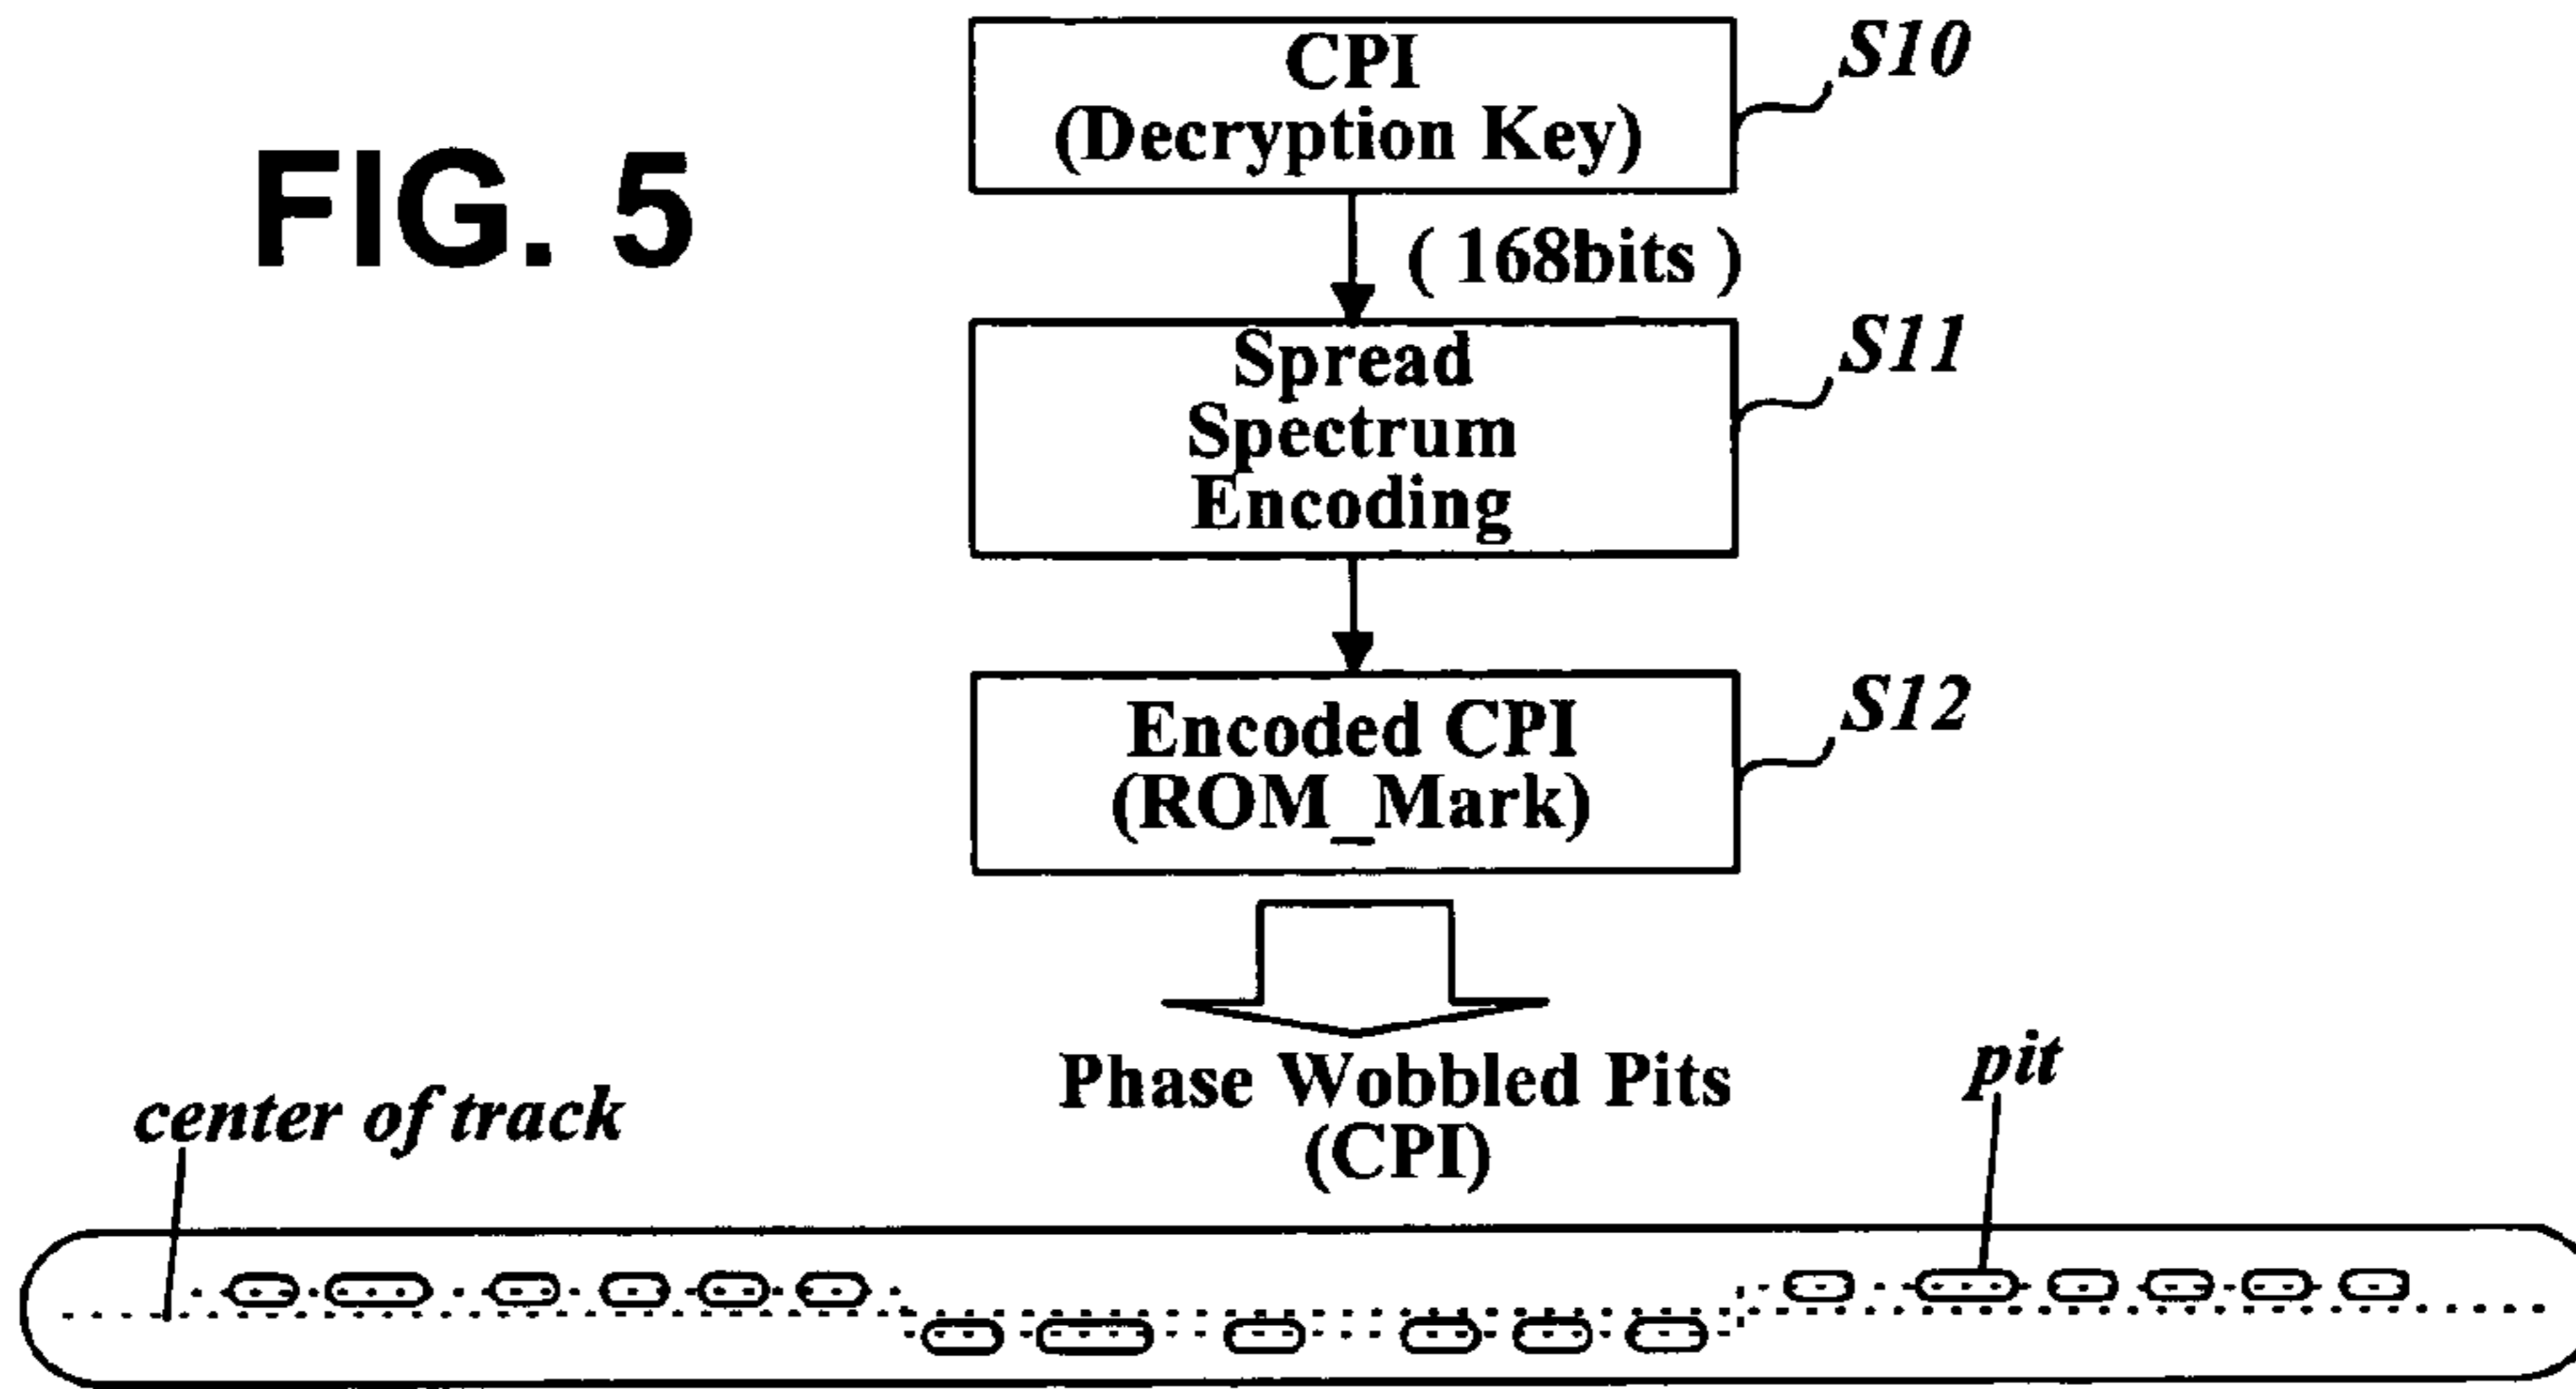 FIG. 5
CPI
(Decryption Key)
S10
( 168bits )
Spread
Spectrum
Encoding
S11
Encoded CPI
(ROM_Mark)
S12
Phase Wobbled Pits
(CPI)
center of track
pit